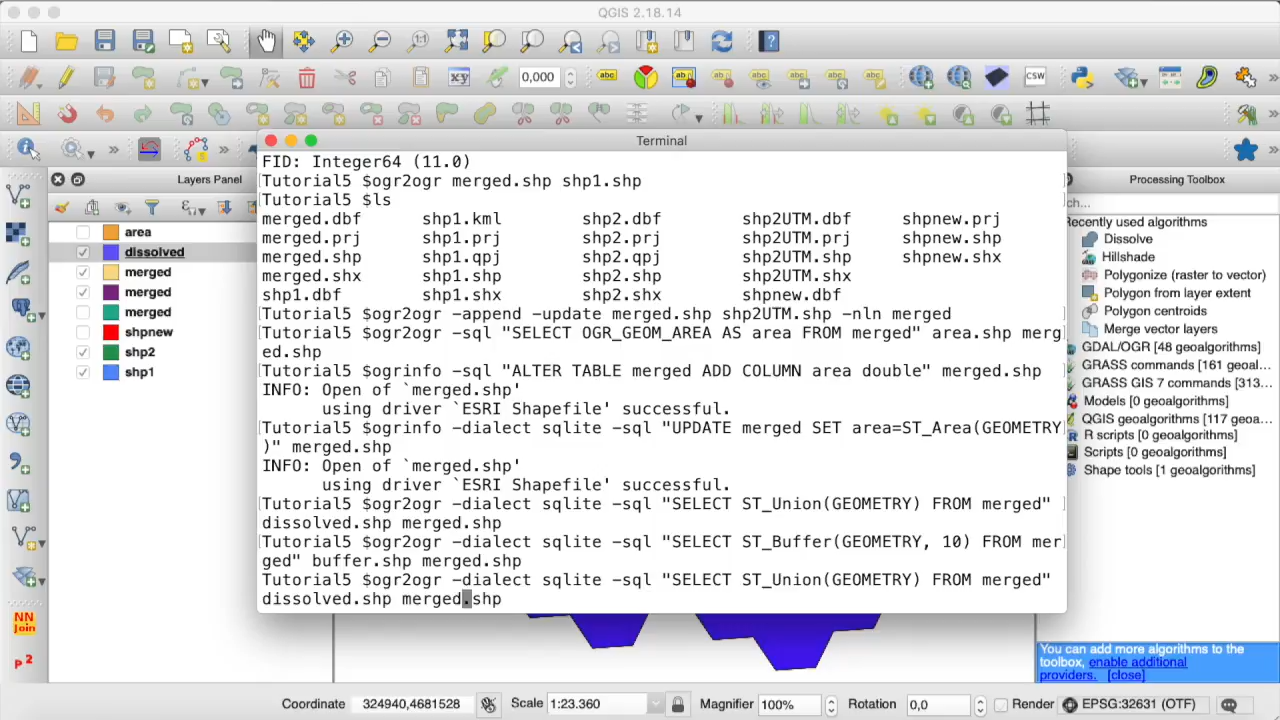 QGIS 2.18.14
0,000
abc
abc
CSW
Layers Panel
area
dissolved
merged
merged
merged
shpnew
shp2
shp1
Terminal
FID: Integer64 (11.0)
Tutorial5 $ogr2ogr merged.shp shp1.shp
Tutorial5 $ls
merged.dbf shp1.kml shp2.dbf shp2UTM.dbf shpnew.prj
merged.prj shp1.prj shp2.prj shp2UTM.prj shpnew.shp
merged.shp shp1.qpj shp2.qpj shp2UTM.shp shpnew.shx
merged.shx shp1.shp shp2.shp shp2UTM.shx
shp1.dbf shp1.shx shp2.shx shpnew.dbf
Tutorial5 $ogr2ogr -append -update merged.shp shp2UTM.shp -nln merged
Tutorial5 $ogr2ogr -sql "SELECT OGR_GEOM_AREA AS area FROM merged" area.shp merg
ed.shp
Tutorial5 $ogrinfo -sql "ALTER TABLE merged ADD COLUMN area double" merged.shp
INFO: Open of `merged.shp'
using driver `ESRI Shapefile' successful.
Tutorial5 $ogrinfo -dialect sqlite -sql "UPDATE merged SET area=ST_Area(GEOMETRY
)" merged.shp
INFO: Open of `merged.shp'
using driver `ESRI Shapefile' successful.
Tutorial5 $ogr2ogr -dialect sqlite -sql "SELECT ST_Union(GEOMETRY) FROM merged"
dissolved.shp merged.shp
Tutorial5 $ogr2ogr -dialect sqlite -sql "SELECT ST_Buffer(GEOMETRY, 10) FROM mer
ged" buffer.shp merged.shp
Tutorial5 $ogr2ogr -dialect sqlite -sql "SELECT ST_Union(GEOMETRY) FROM merged"
dissolved.shp merged.shp
Processing Toolbox
ch...
Recently used algorithms
Dissolve
Hillshade
Polygonize (raster to vector)
Polygon from layer extent
Polygon centroids
Merge vector layers
GDAL/OGR [48 geoalgorithms]
GRASS commands [161 geoal...
GRASS GIS 7 commands [313...
Models [0 geoalgorithms]
QGIS geoalgorithms [117 geoa...
R scripts [0 geoalgorithms]
Scripts [0 geoalgorithms]
Shape tools [1 geoalgorithms]
You can add more algorithms to the
toolbox, enable additional
providers. [close]
NN
Join
P2
Coordinate 324940,4681528 Scale 1:23.360 Magnifier 100% Rotation 0,0 Render EPSG:32631 (OTF)